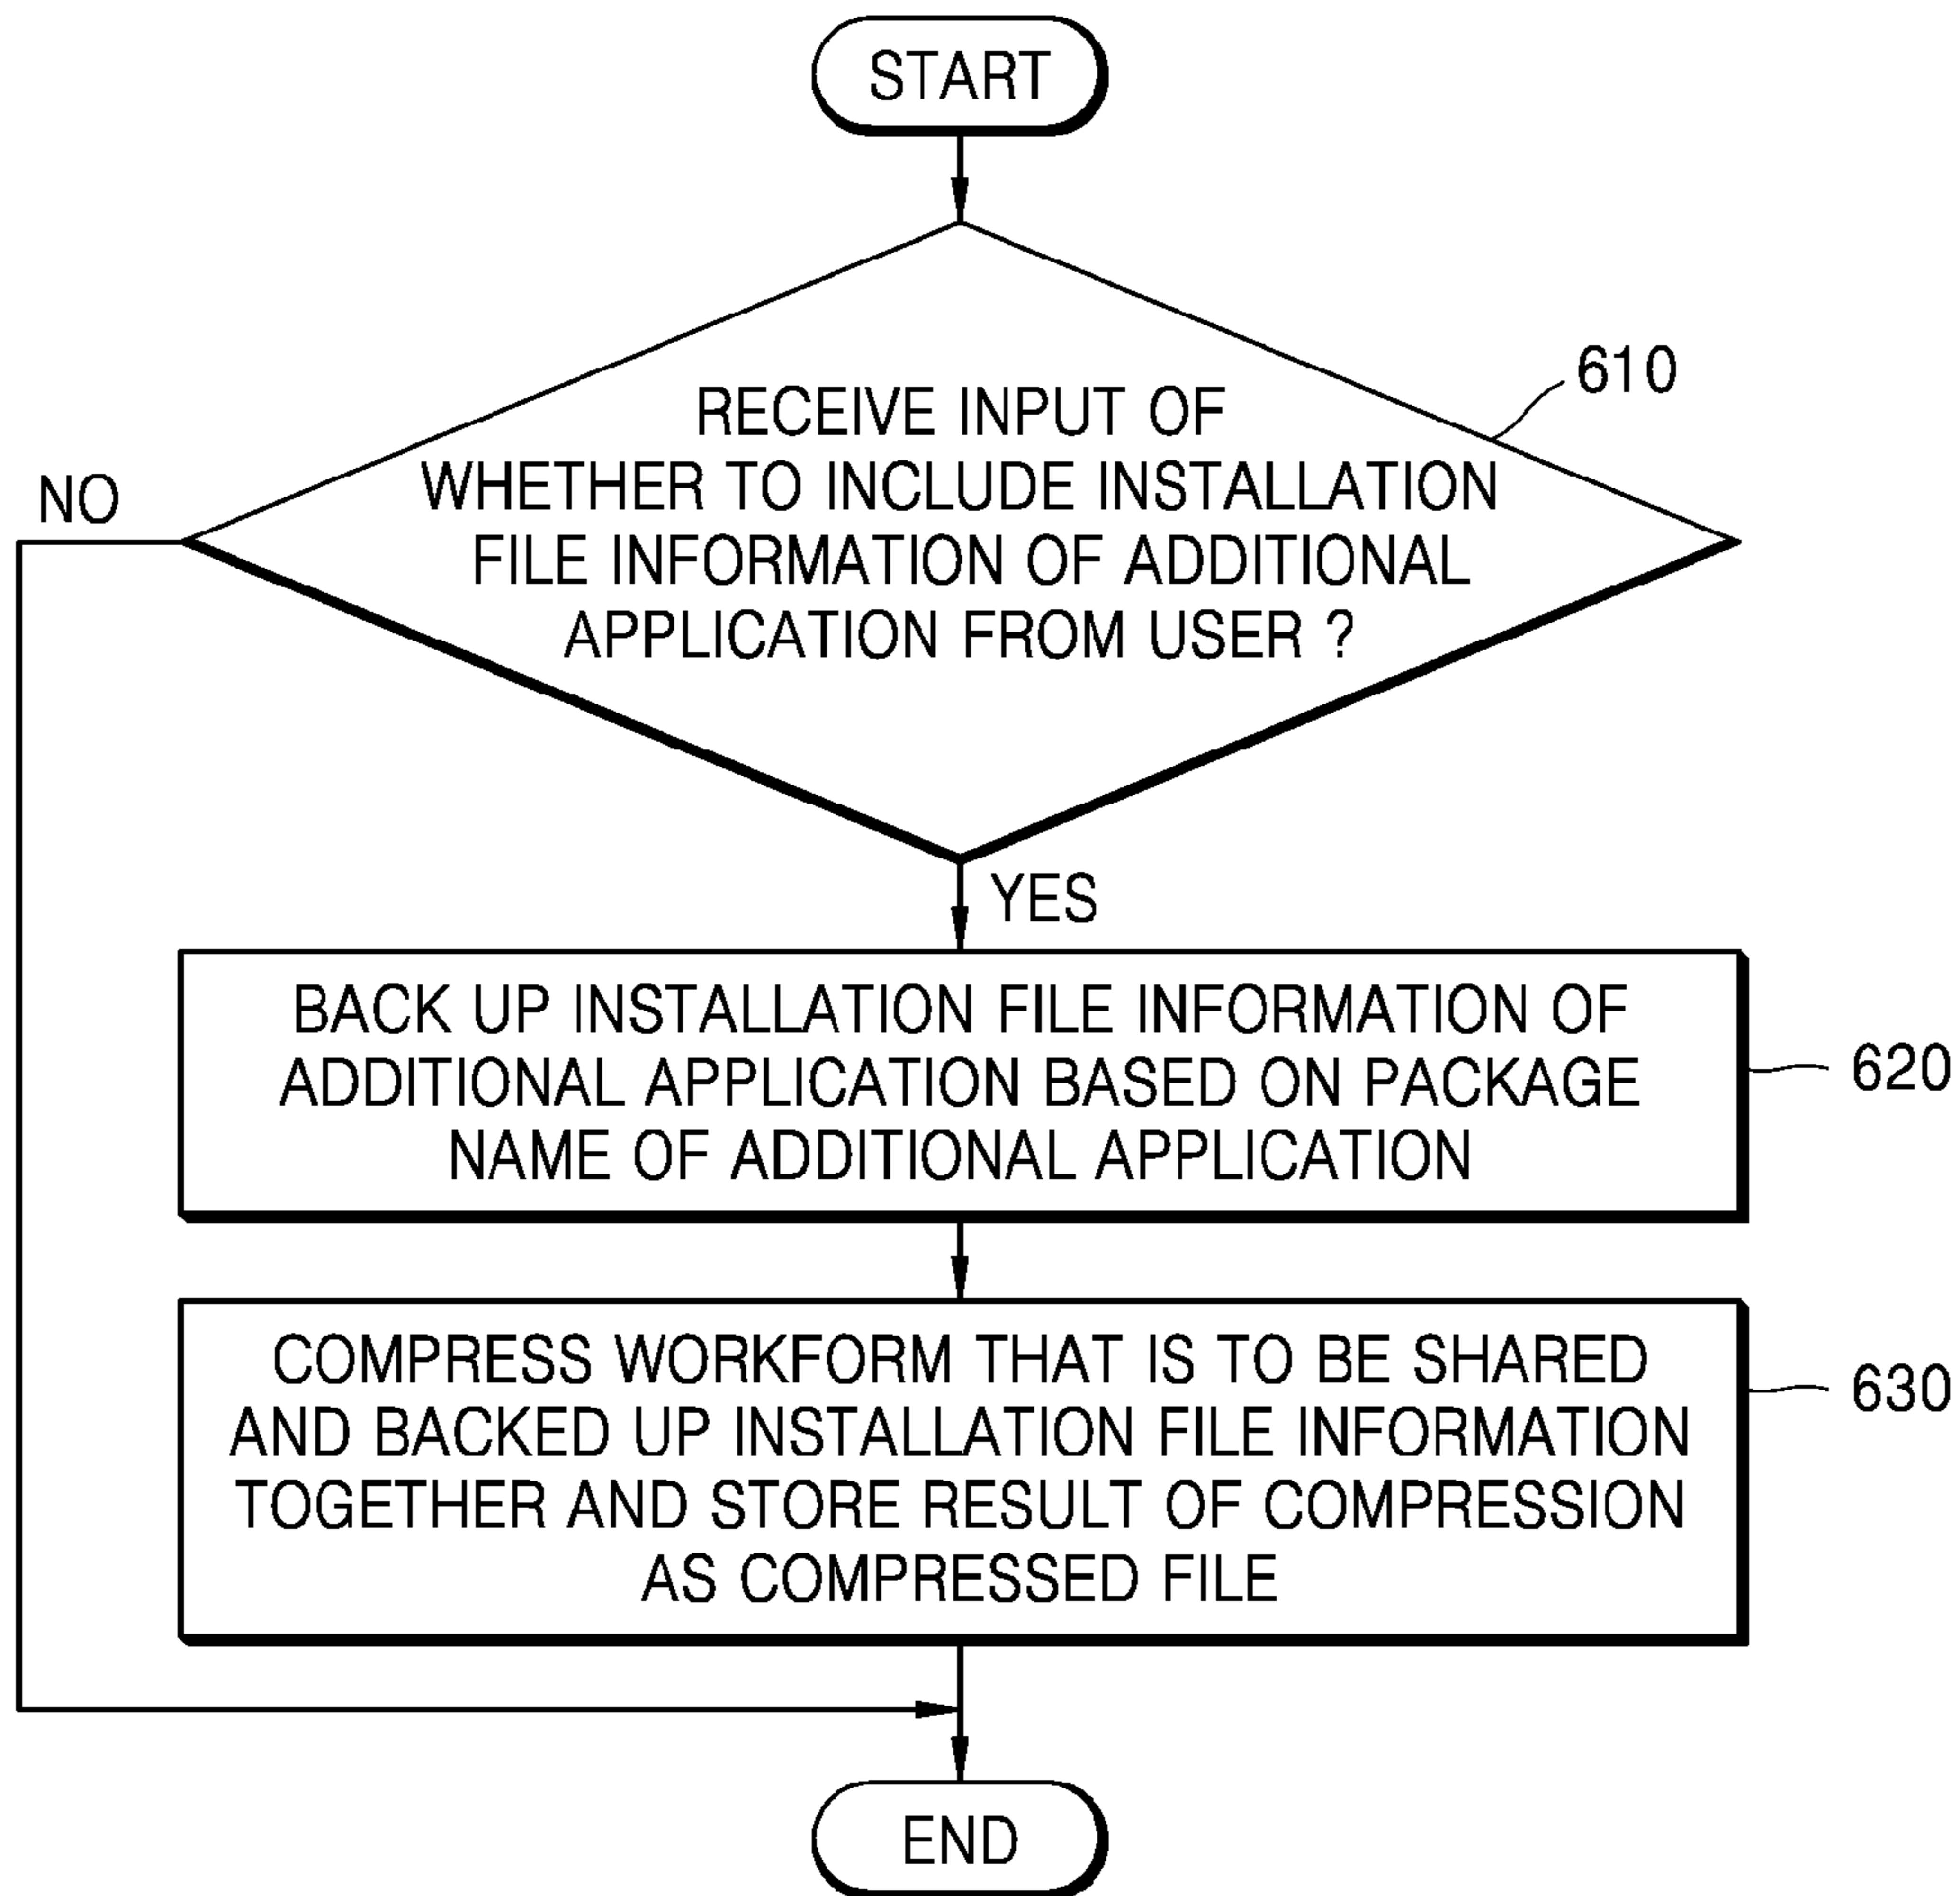 START
610
RECEIVE INPUT OF
WHETHER TO INCLUDE INSTALLATION
FILE INFORMATION OF ADDITIONAL
APPLICATION FROM USER ?
NO
YES
BACK UP INSTALLATION FILE INFORMATION OF
ADDITIONAL APPLICATION BASED ON PACKAGE
NAME OF ADDITIONAL APPLICATION
620
COMPRESS WORKFORM THAT IS TO BE SHARED
AND BACKED UP INSTALLATION FILE INFORMATION
TOGETHER AND STORE RESULT OF COMPRESSION
AS COMPRESSED FILE
630
END